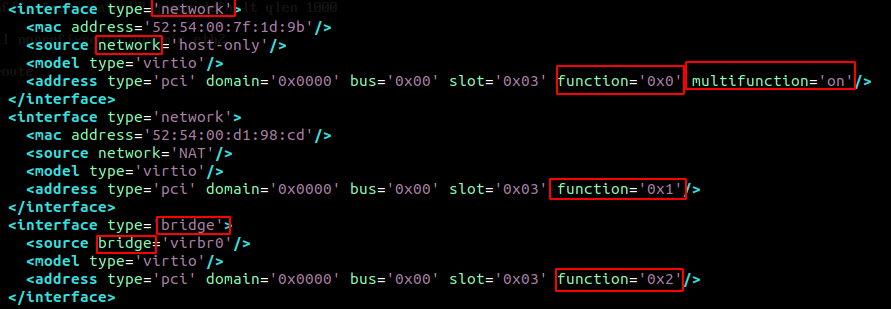 <interface type='network'>
  <mac address='52:54:00:7f:1d:9b'/>
  <source network='host-only'/>
  <model type='virtio'/>
  <address type='pci' domain='0x0000' bus='0x00' slot='0x03' function='0x0' multifunction='on'/>
</interface>
<interface type='network'>
  <mac address='52:54:00:d1:98:cd'/>
  <source network='NAT'/>
  <model type='virtio'/>
  <address type='pci' domain='0x0000' bus='0x00' slot='0x03' function='0x1'/>
</interface>
<interface type='bridge'>
  <source bridge='virbr0'/>
  <model type='virtio'/>
  <address type='pci' domain='0x0000' bus='0x00' slot='0x03' function='0x2'/>
</interface>